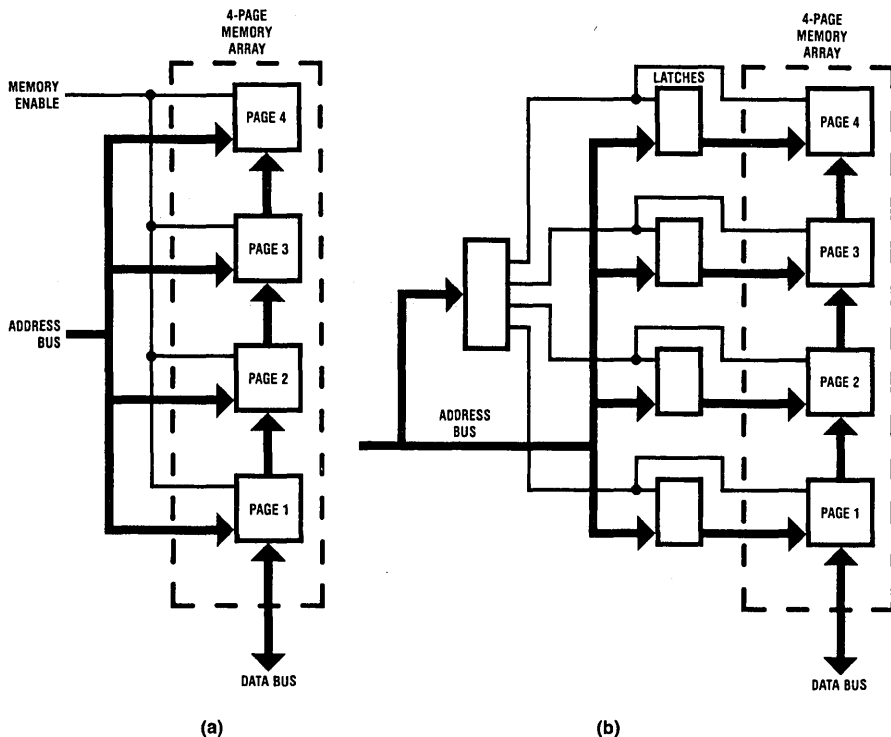 4-PAGE
MEMORY
ARRAY
MEMORY
ENABLE
PAGE 4
PAGE 3
ADDRESS
BUS
PAGE 2
PAGE 1
DATA BUS
(a)
4-PAGE
MEMORY
ARRAY
LATCHES
PAGE 4
PAGE 3
PAGE 2
ADDRESS
BUS
PAGE 1
DATA BUS
(b)